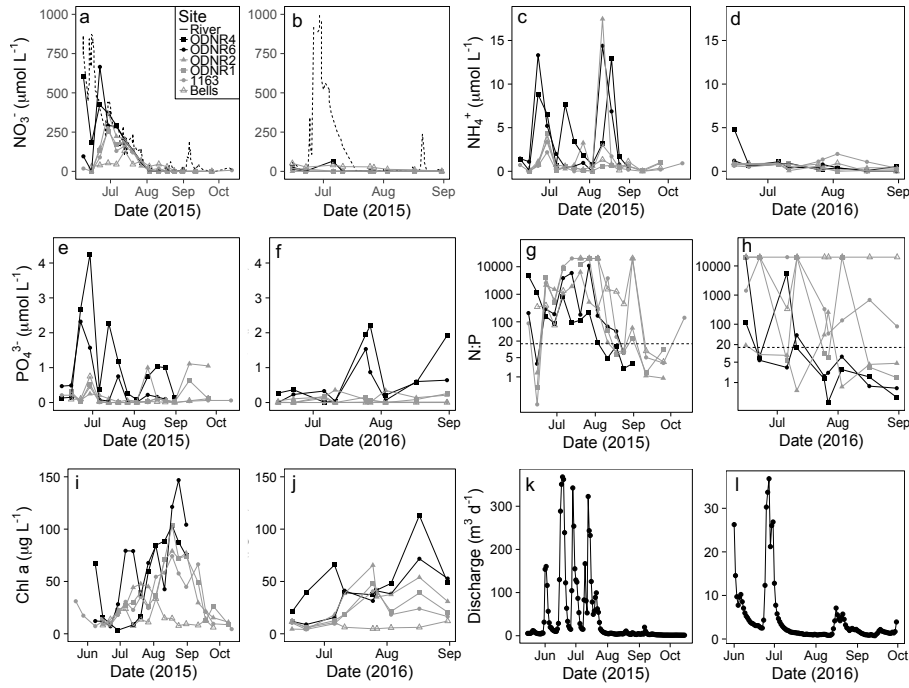 a
NO₃⁻ (µmol L⁻¹)
1000
750
500
250
0
Jul
Aug
Sep
Oct
Date (2015)
Site
River
ODNR4
ODNR6
ODNR2
ODNR1
1163
Bells
b
1000
750
500
250
0
Jul
Aug
Sep
Date (2016)
c
NH₄⁺ (µmol L⁻¹)
15
10
5
0
Jul
Aug
Sep
Oct
Date (2015)
d
15
10
5
0
Jul
Aug
Sep
Date (2016)
e
PO₄³⁻ (µmol L⁻¹)
4
3
2
1
0
Jul
Aug
Sep
Oct
Date (2015)
f
4
3
2
1
0
Jul
Aug
Sep
Date (2016)
g
N:P
10000
1000
100
20
5
1
Jul
Aug
Sep
Oct
Date (2015)
h
10000
1000
100
20
5
1
Jul
Aug
Sep
Date (2016)
i
Chl a (µg L⁻¹)
150
100
50
0
Jun
Jul
Aug
Sep
Oct
Date (2015)
j
150
100
50
0
Jul
Aug
Sep
Date (2016)
k
Discharge (m³ d⁻¹)
300
200
100
0
Jun
Jul
Aug
Sep
Oct
Date (2015)
l
30
20
10
0
Jun
Jul
Aug
Sep
Oct
Date (2016)